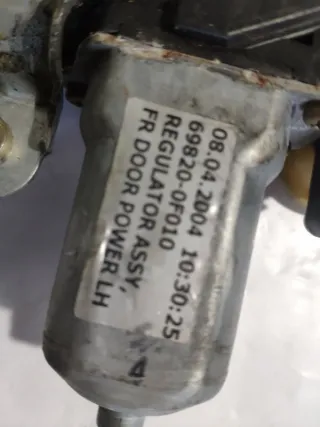 08.04.2004 10:30:25
69820-0F010
REGULATOR ASSY,
FR DOOR POWER LH